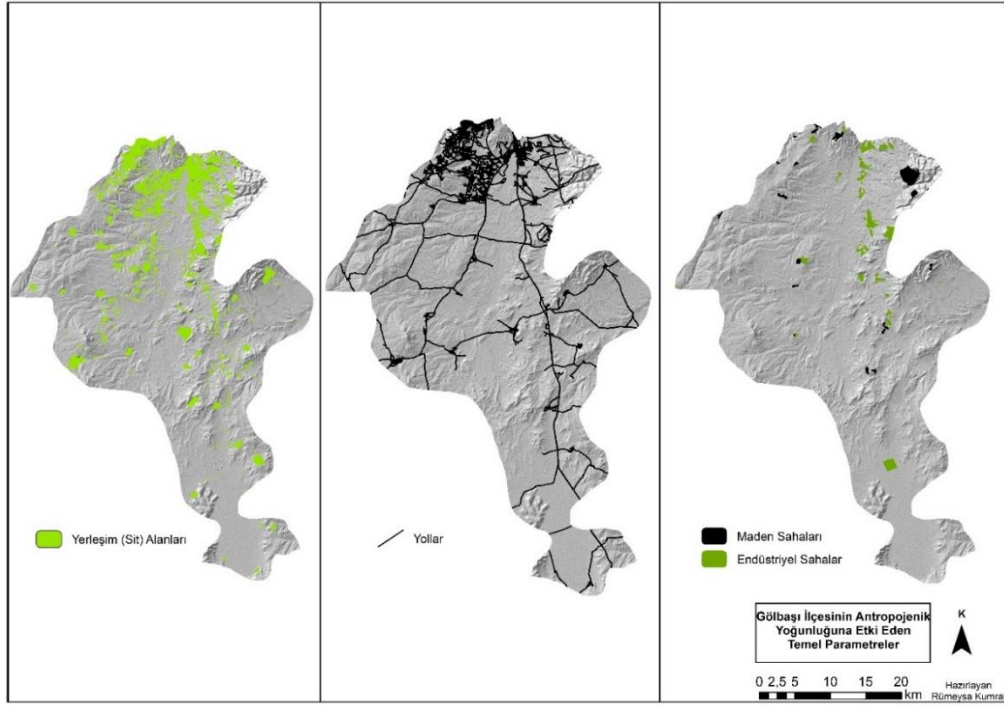 Yerleşim (Sit) Alanları
Yollar
Maden Sahaları
Endüstriyel Sahalar
Gölbaşı İlçesinin Antropojenik
Yoğunluğuna Etki Eden
Temel Parametreler
K
0 2,5 5 10 15 20
km
Hazırlayan
Rümeysa Kumral